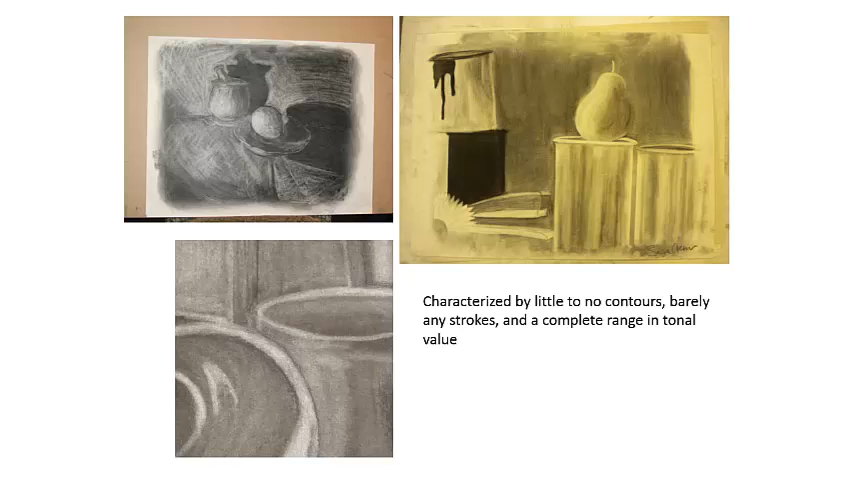 Characterized by little to no contours, barely
any strokes, and a complete range in tonal
value